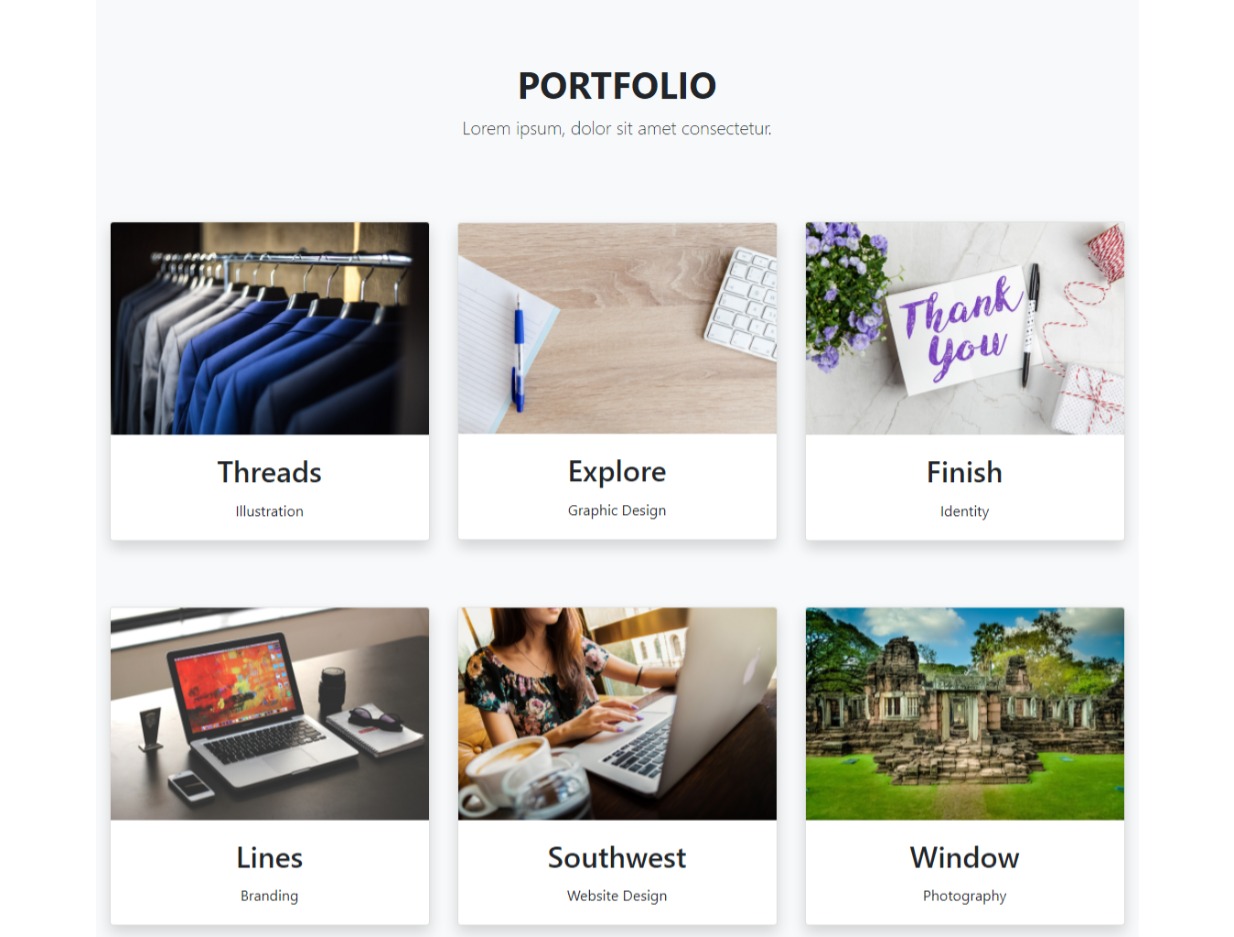 PORTFOLIO
Lorem ipsum, dolor sit amet consectetur.
Thank
You
Threads
Explore
Finish
Illustration
Graphic Design
Identity
Lines
Southwest
Window
Branding
Website Design
Photography